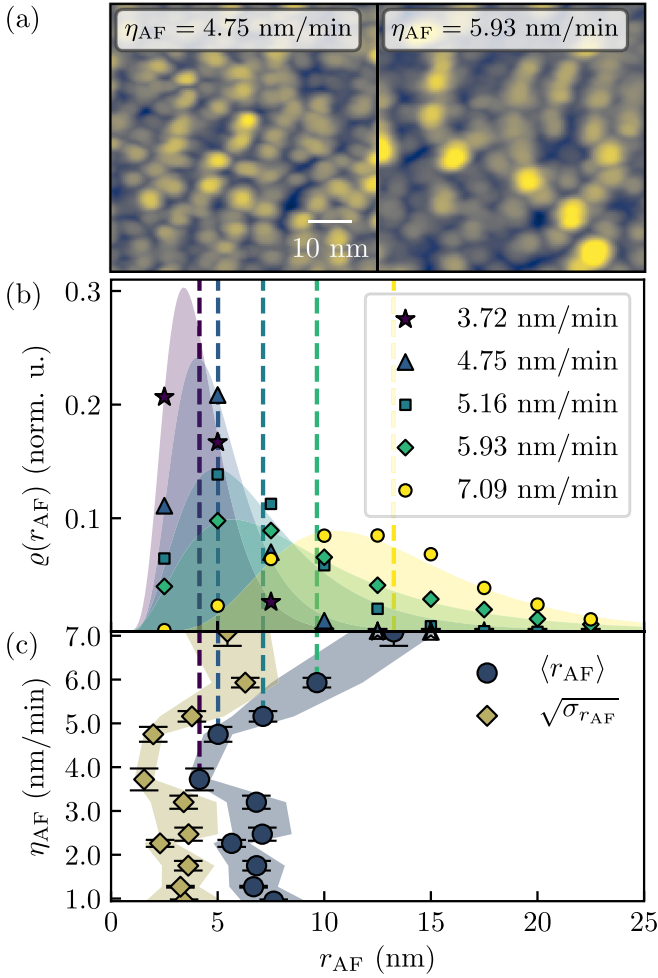 (a)
η_AF = 4.75 nm/min
η_AF = 5.93 nm/min
10 nm
(b)
0.3
0.2
0.1
ϱ(r_AF) (norm. u.)
3.72 nm/min
4.75 nm/min
5.16 nm/min
5.93 nm/min
7.09 nm/min
(c)
7.0
6.0
5.0
4.0
3.0
2.0
1.0
η_AF (nm/min)
⟨r_AF⟩
√σ_r_AF
0 5 10 15 20 25
r_AF (nm)